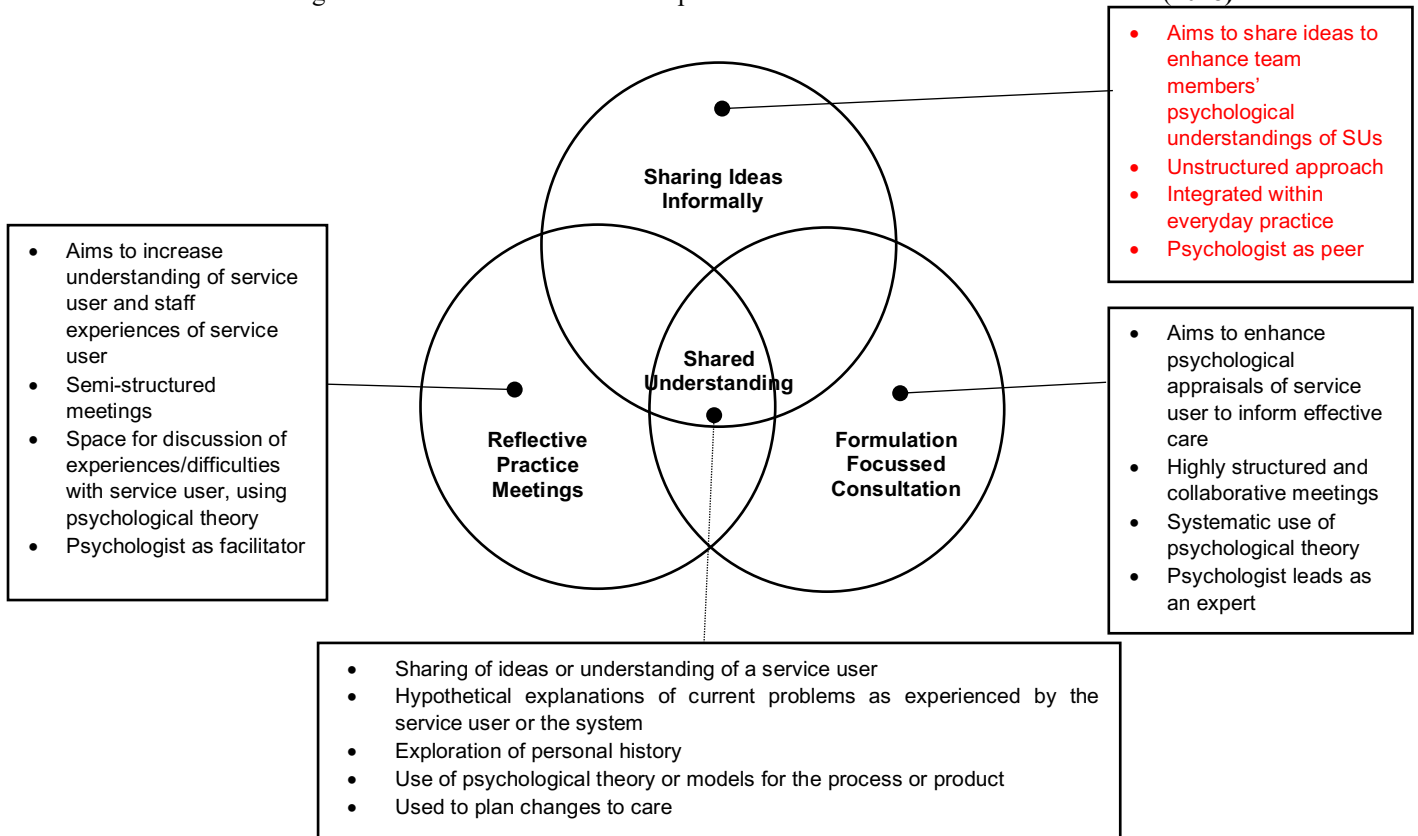 • Aims to share ideas to
enhance team
members’
psychological
understandings of SUs
• Unstructured approach
• Integrated within
everyday practice
• Psychologist as peer
Sharing Ideas
Informally
• Aims to increase
understanding of service
user and staff
experiences of service
user
• Semi-structured
meetings
• Space for discussion of
experiences/difficulties
with service user, using
psychological theory
• Psychologist as facilitator
Shared
Understanding
Reflective
Practice
Meetings
Formulation
Focussed
Consultation
• Aims to enhance
psychological
appraisals of service
user to inform effective
care
• Highly structured and
collaborative meetings
• Systematic use of
psychological theory
• Psychologist leads as
an expert
• Sharing of ideas or understanding of a service user
• Hypothetical explanations of current problems as experienced by the
service user or the system
• Exploration of personal history
• Use of psychological theory or models for the process or product
• Used to plan changes to care